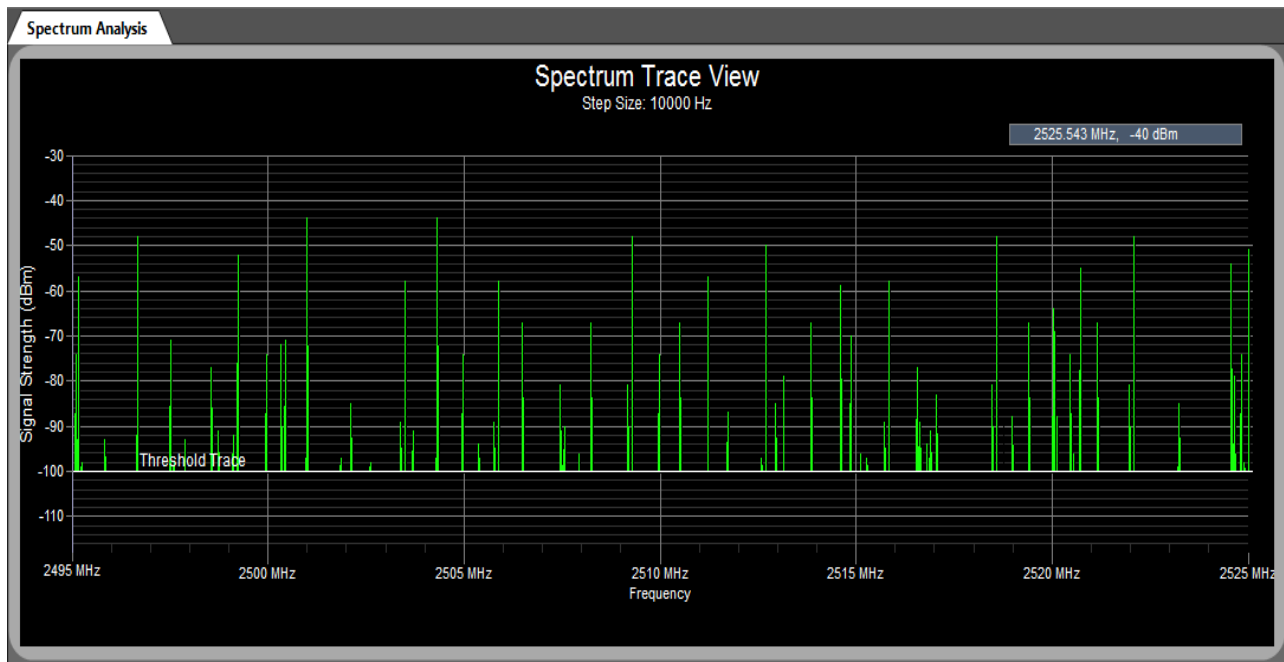 Spectrum Analysis
Spectrum Trace View
Step Size: 10000 Hz
2525.543 MHz, -40 dBm
-30
-40
-50
-60
-70
-80
-90
-100
-110
Signal Strength (dBm)
Threshold Trace
2495 MHz
2500 MHz
2505 MHz
2510 MHz
2515 MHz
2520 MHz
2525 MHz
Frequency